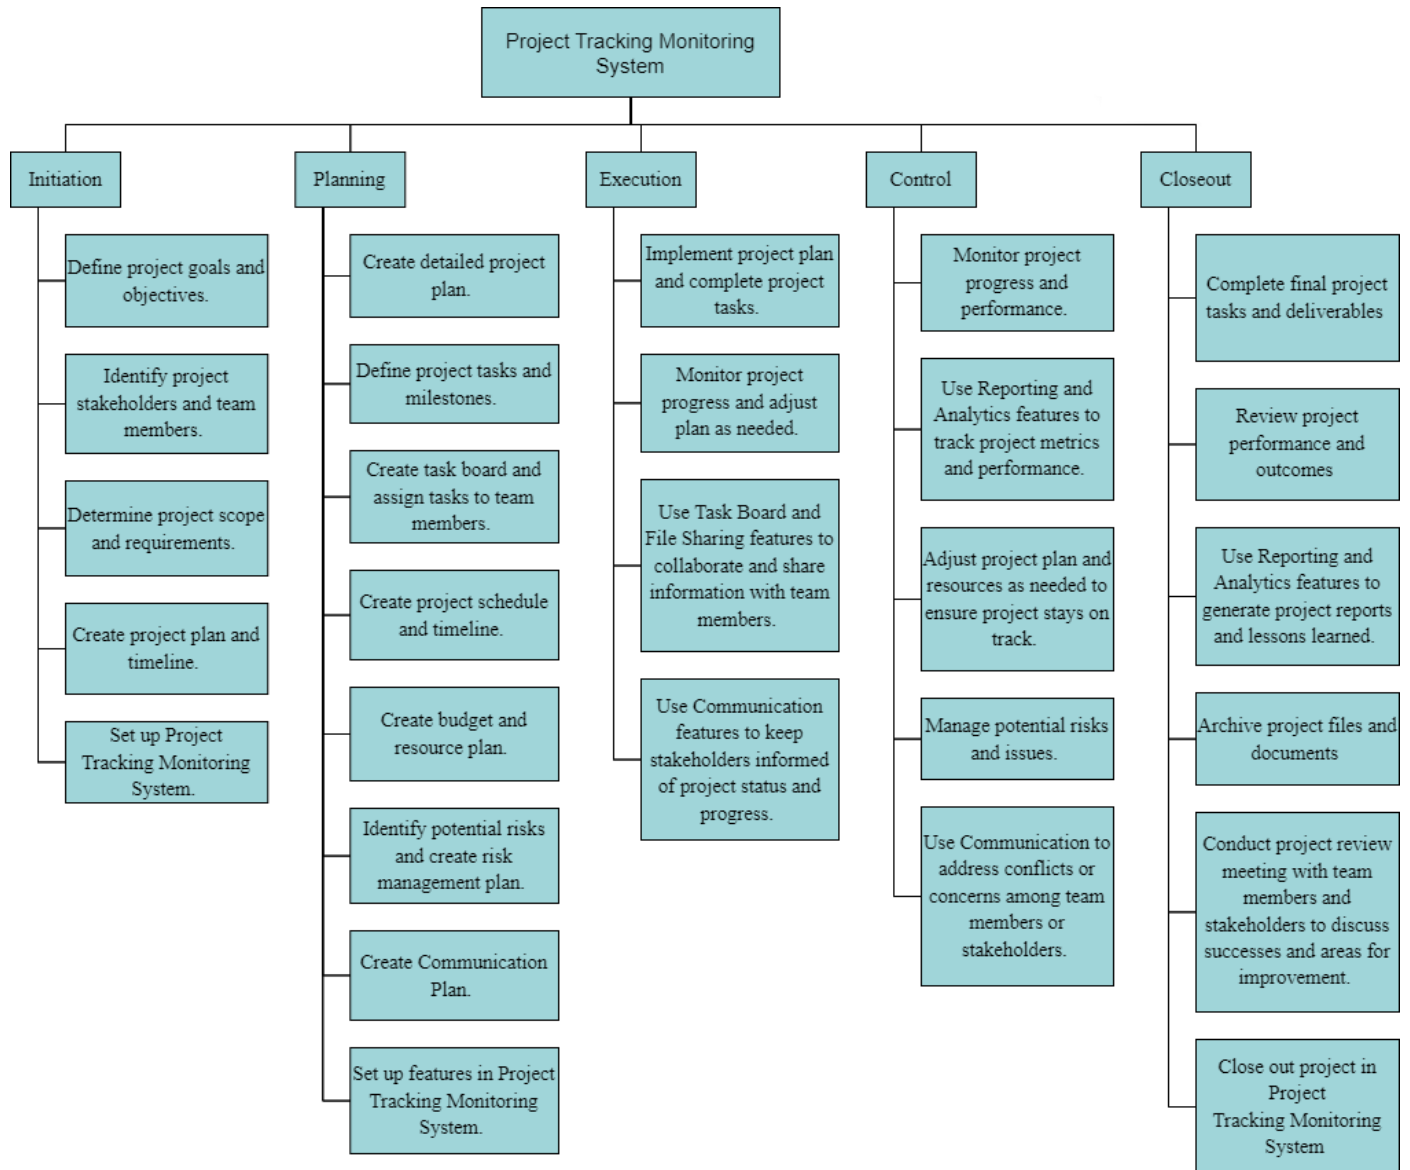 Project Tracking Monitoring
System
Initiation
Planning
Execution
Control
Closeout
Define project goals and
objectives.
Identify project
stakeholders and team
members.
Determine project scope
and requirements.
Create project plan and
timeline.
Set up Project
Tracking Monitoring
System.
Create detailed project
plan.
Define project tasks and
milestones.
Create task board and
assign tasks to team
members.
Create project schedule
and timeline.
Create budget and
resource plan.
Identify potential risks
and create risk
management plan.
Create Communication
Plan.
Set up features in Project
Tracking Monitoring
System.
Implement project plan
and complete project
tasks.
Monitor project
progress and adjust
plan as needed.
Use Task Board and
File Sharing features to
collaborate and share
information with team
members.
Use Communication
features to keep
stakeholders informed
of project status and
progress.
Monitor project
progress and
performance.
Use Reporting and
Analytics features to
track project metrics
and performance.
Adjust project plan and
resources as needed to
ensure project stays on
track.
Manage potential risks
and issues.
Use Communication to
address conflicts or
concerns among team
members or
stakeholders.
Complete final project
tasks and deliverables
Review project
performance and
outcomes
Use Reporting and
Analytics features to
generate project reports
and lessons learned.
Archive project files and
documents
Conduct project review
meeting with team
members and
stakeholders to discuss
successes and areas for
improvement.
Close out project in
Project
Tracking Monitoring
System